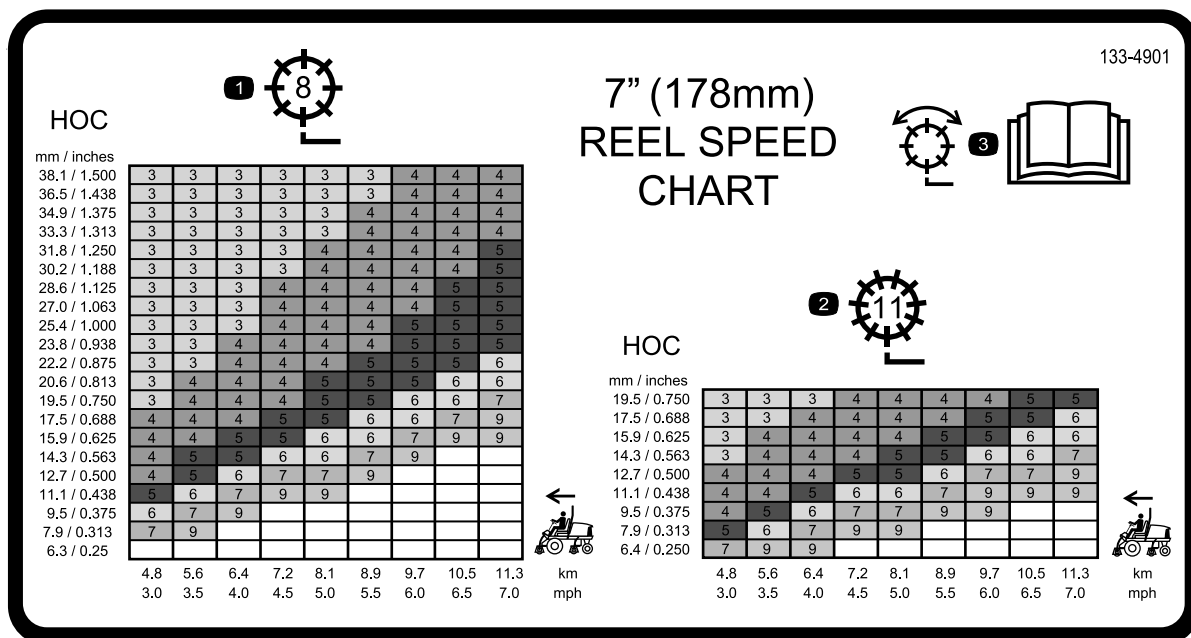 133-4901
1
8
7” (178mm)
REEL SPEED
CHART
3
HOC
mm / inches
38.1 / 1.500 3 3 3 3 3 3 4 4 4
36.5 / 1.438 3 3 3 3 3 3 4 4 4
34.9 / 1.375 3 3 3 3 3 4 4 4 4
33.3 / 1.313 3 3 3 3 3 4 4 4 4
31.8 / 1.250 3 3 3 3 4 4 4 4 5
30.2 / 1.188 3 3 3 3 4 4 4 4 5
28.6 / 1.125 3 3 3 4 4 4 4 5 5
27.0 / 1.063 3 3 3 4 4 4 4 5 5
25.4 / 1.000 3 3 3 4 4 4 5 5 5
23.8 / 0.938 3 3 4 4 4 4 5 5 5
22.2 / 0.875 3 3 4 4 4 5 5 5 6
20.6 / 0.813 3 4 4 4 5 5 5 6 6
19.5 / 0.750 3 4 4 4 5 5 6 6 7
17.5 / 0.688 4 4 4 5 5 6 6 7 9
15.9 / 0.625 4 4 5 5 6 6 7 9 9
14.3 / 0.563 4 5 5 6 6 7 9
12.7 / 0.500 4 5 6 7 7 9
11.1 / 0.438 5 6 7 9 9
9.5 / 0.375 6 7 9
7.9 / 0.313 7 9
6.3 / 0.25
4.8 5.6 6.4 7.2 8.1 8.9 9.7 10.5 11.3 km
3.0 3.5 4.0 4.5 5.0 5.5 6.0 6.5 7.0 mph
2
11
HOC
mm / inches
19.5 / 0.750 3 3 3 4 4 4 4 5 5
17.5 / 0.688 3 3 4 4 4 4 5 5 6
15.9 / 0.625 3 4 4 4 4 5 5 6 6
14.3 / 0.563 3 4 4 4 5 5 6 6 7
12.7 / 0.500 4 4 4 5 5 6 7 7 9
11.1 / 0.438 4 4 5 6 6 7 9 9 9
9.5 / 0.375 4 5 6 7 7 9 9
7.9 / 0.313 5 6 7 9 9
6.4 / 0.250 7 9 9
4.8 5.6 6.4 7.2 8.1 8.9 9.7 10.5 11.3 km
3.0 3.5 4.0 4.5 5.0 5.5 6.0 6.5 7.0 mph